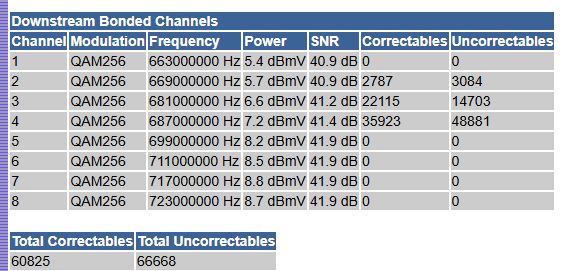 Downstream Bonded Channels
Channel Modulation Frequency Power SNR Correctables Uncorrectables
1 QAM256 663000000 Hz 5.4 dBmV 40.9 dB 0 0
2 QAM256 669000000 Hz 5.7 dBmV 40.9 dB 2787 3084
3 QAM256 681000000 Hz 6.6 dBmV 41.2 dB 22115 14703
4 QAM256 687000000 Hz 7.2 dBmV 41.4 dB 35923 48881
5 QAM256 699000000 Hz 8.2 dBmV 41.9 dB 0 0
6 QAM256 711000000 Hz 8.5 dBmV 41.9 dB 0 0
7 QAM256 717000000 Hz 8.8 dBmV 41.9 dB 0 0
8 QAM256 723000000 Hz 8.7 dBmV 41.9 dB 0 0
Total Correctables Total Uncorrectables
60825 66668